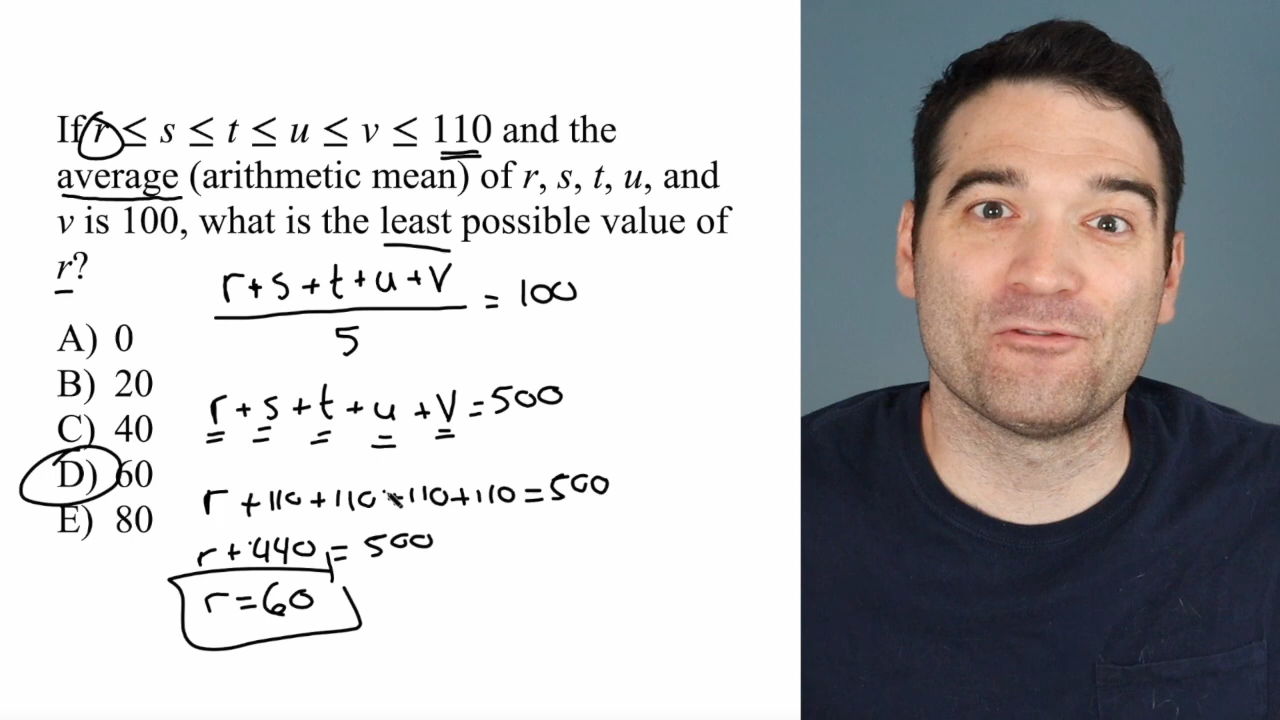 If r ≤ s ≤ t ≤ u ≤ v ≤ 110 and the
average (arithmetic mean) of r, s, t, u, and
v is 100, what is the least possible value of
r?
r+s+t+u+v
= 100
5
A) 0
B) 20
r+s+t+u+v=500
C) 40
D) 60
r+110+110+110+110=500
E) 80
r+440=500
r=60